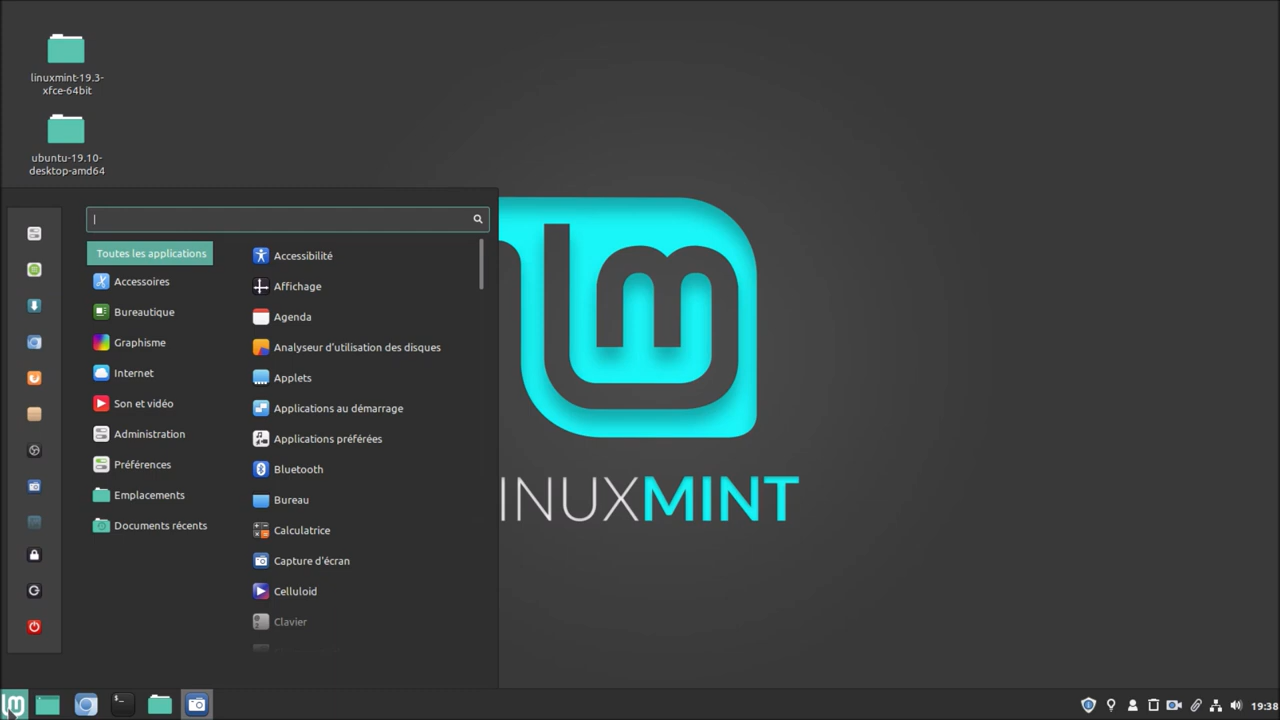 linuxmint-19.3-
xfce-64bit
ubuntu-19.10-
desktop-amd64
Toutes les applications
Accessoires
Bureautique
Graphisme
Internet
Son et vidéo
Administration
Préférences
Emplacements
Documents récents
Accessibilité
Affichage
Agenda
Analyseur d’utilisation des disques
Applets
Applications au démarrage
Applications préférées
Bluetooth
Bureau
Calculatrice
Capture d'écran
Celluloid
Clavier
INUXMINT
19:38